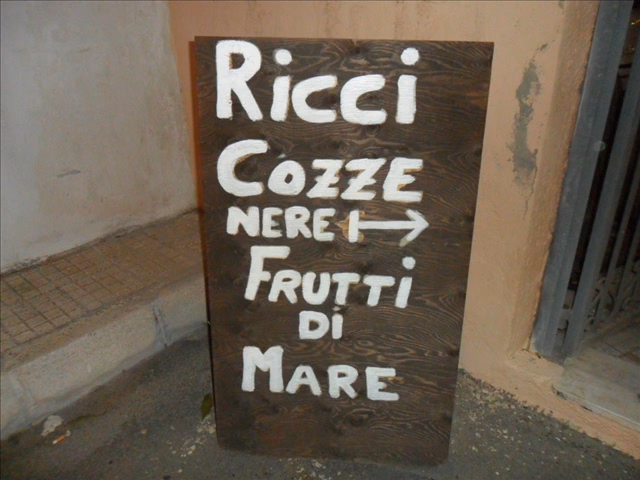 Ricci
COZZE
NERE →
FRUTTI
Di
MARE